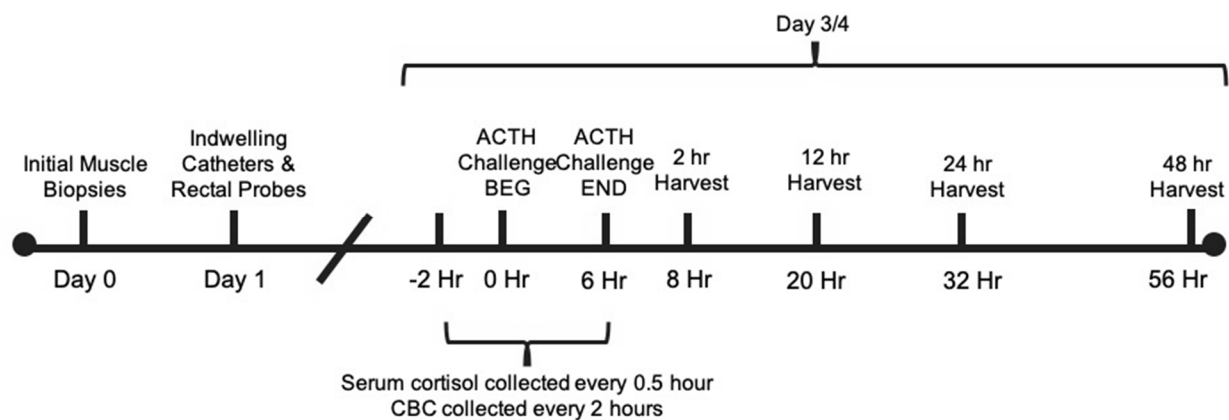 Day 3/4
Initial Muscle
Biopsies
Indwelling
Catheters &
Rectal Probes
ACTH
Challenge
BEG
ACTH
Challenge
END
2 hr
Harvest
12 hr
Harvest
24 hr
Harvest
48 hr
Harvest
Day 0
Day 1
-2 Hr
0 Hr
6 Hr
8 Hr
20 Hr
32 Hr
56 Hr
Serum cortisol collected every 0.5 hour
CBC collected every 2 hours